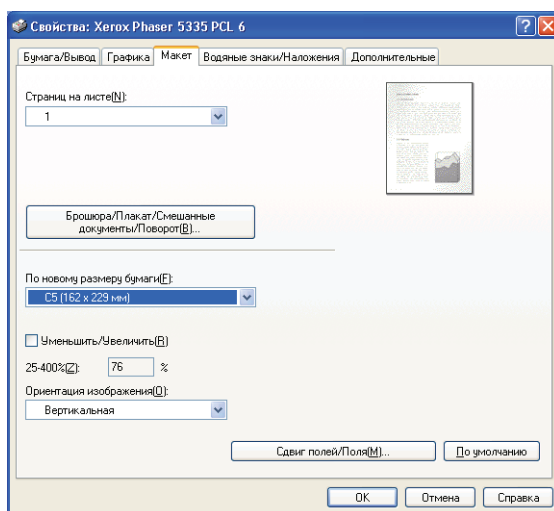 Свойства: Xerox Phaser 5335 PCL 6
Бумага/Вывод Графика Макет Водяные знаки/Наложения Дополнительные
Страниц на листе(N):
1
Брошюра/Плакат/Смешанные
документы/Поворот(B)...
По новому размеру бумаги(F):
C5 (162 x 229 мм)
Уменьшить/Увеличить(R)
25-400%(Z): 76 %
Ориентация изображения(O):
Вертикальная
Сдвиг полей/Поля(M)... По умолчанию
OK Отмена Справка